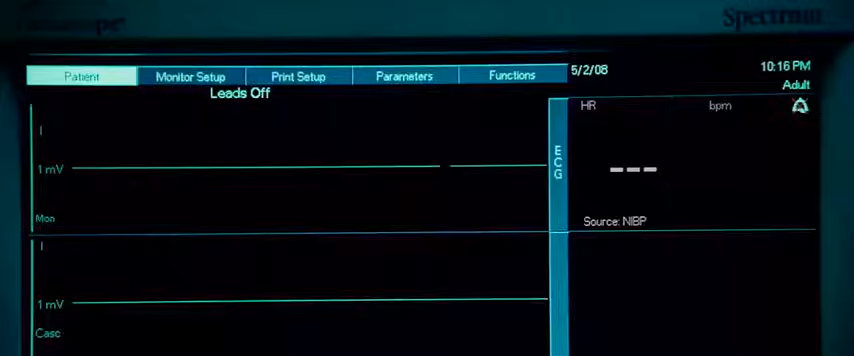 Spectrum
Patient Monitor Setup Print Setup Parameters Functions
5/2/08 10:16 PM
Adult
Leads Off
I
1 mV
Mon
ECG
HR bpm
---
Source: NIBP
I
1 mV
Casc